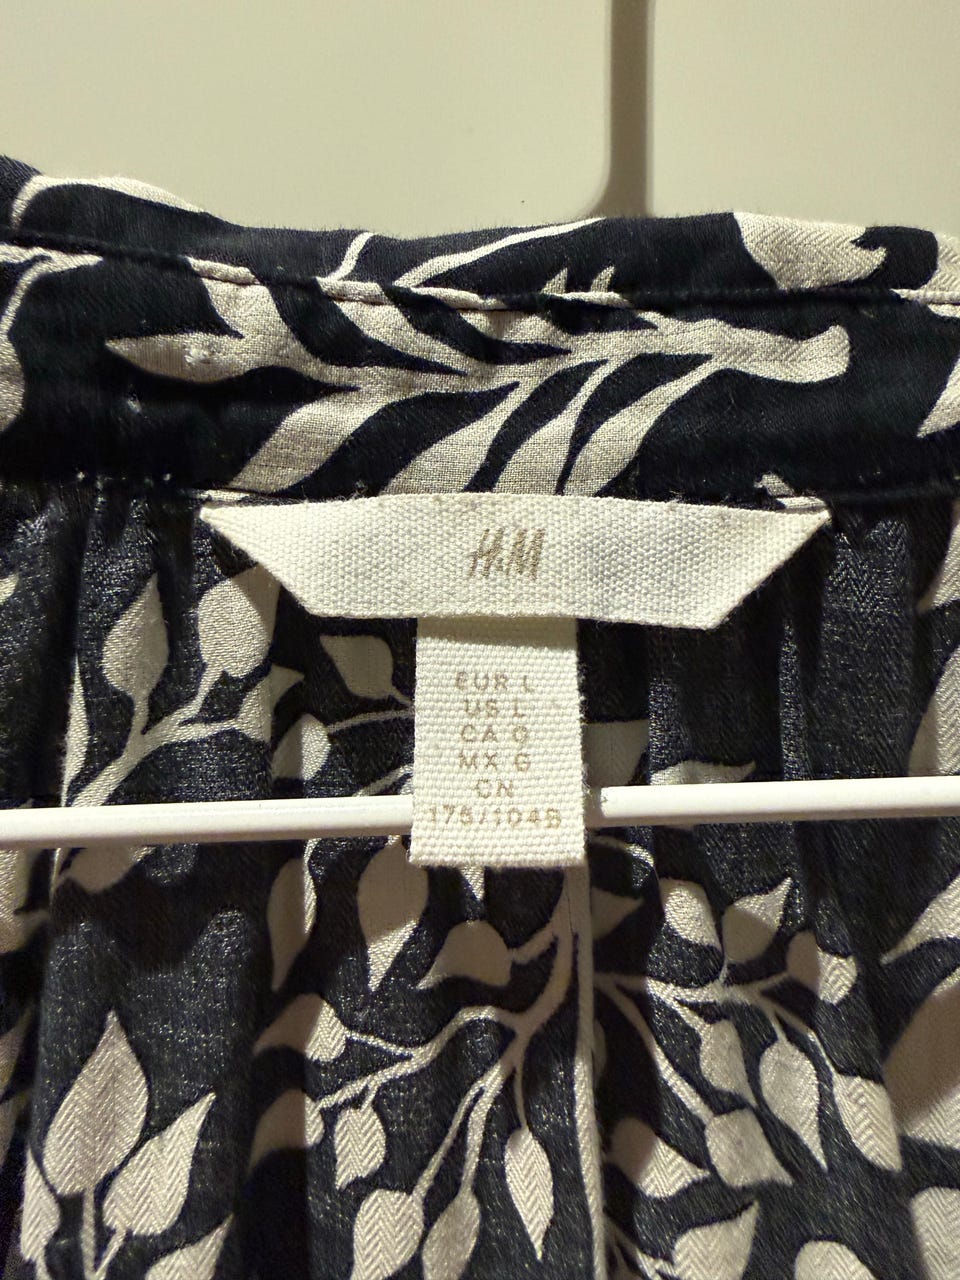 H&M
EUR L
US L
CA G
MX G
CN
175/104B